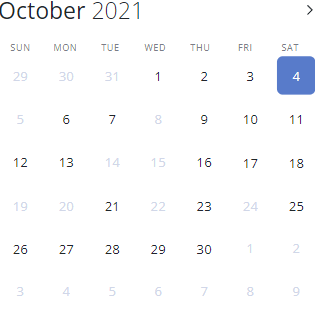 October 2021
SUN MON TUE WED THU FRI SAT
29 30 31 1 2 3 4
5 6 7 8 9 10 11
12 13 14 15 16 17 18
19 20 21 22 23 24 25
26 27 28 29 30 1 2
3 4 5 6 7 8 9